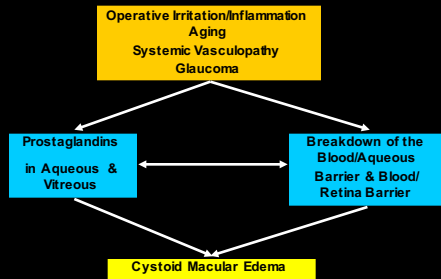 Operative Irritation/Inflammation
Aging
Systemic Vasculopathy
Glaucoma
Prostaglandins
in Aqueous & 
Vitreous
Breakdown of the
Blood/Aqueous
Barrier & Blood/
Retina Barrier
Cystoid Macular Edema